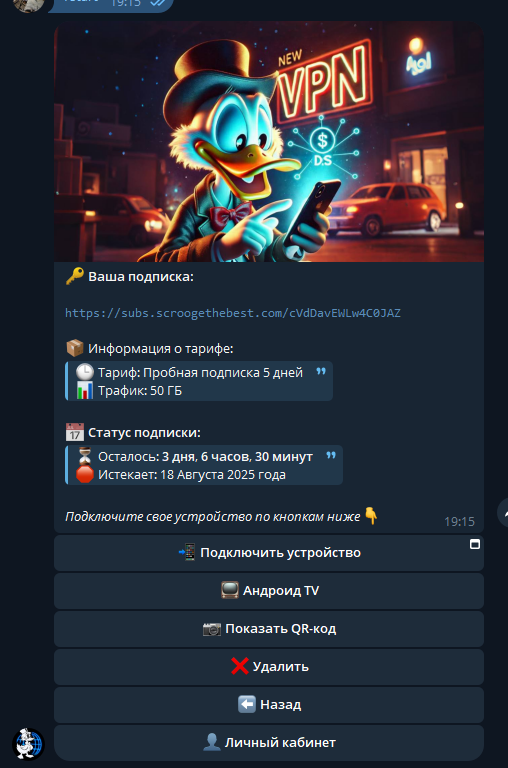 19:15
NEW
VPN
$
D.S
🔑 Ваша подписка:
https://subs.scroogethebest.com/cVdDavEWLw4C0JAZ
📦 Информация о тарифе:
🕒 Тариф: Пробная подписка 5 дней
📊 Трафик: 50 ГБ
📅 Статус подписки:
⏳ Осталось: 3 дня, 6 часов, 30 минут
🛑 Истекает: 18 Августа 2025 года
Подключите свое устройство по кнопкам ниже 👇
19:15
📲 Подключить устройство
📺 Андроид TV
📷 Показать QR-код
❌ Удалить
⬅️ Назад
👤 Личный кабинет